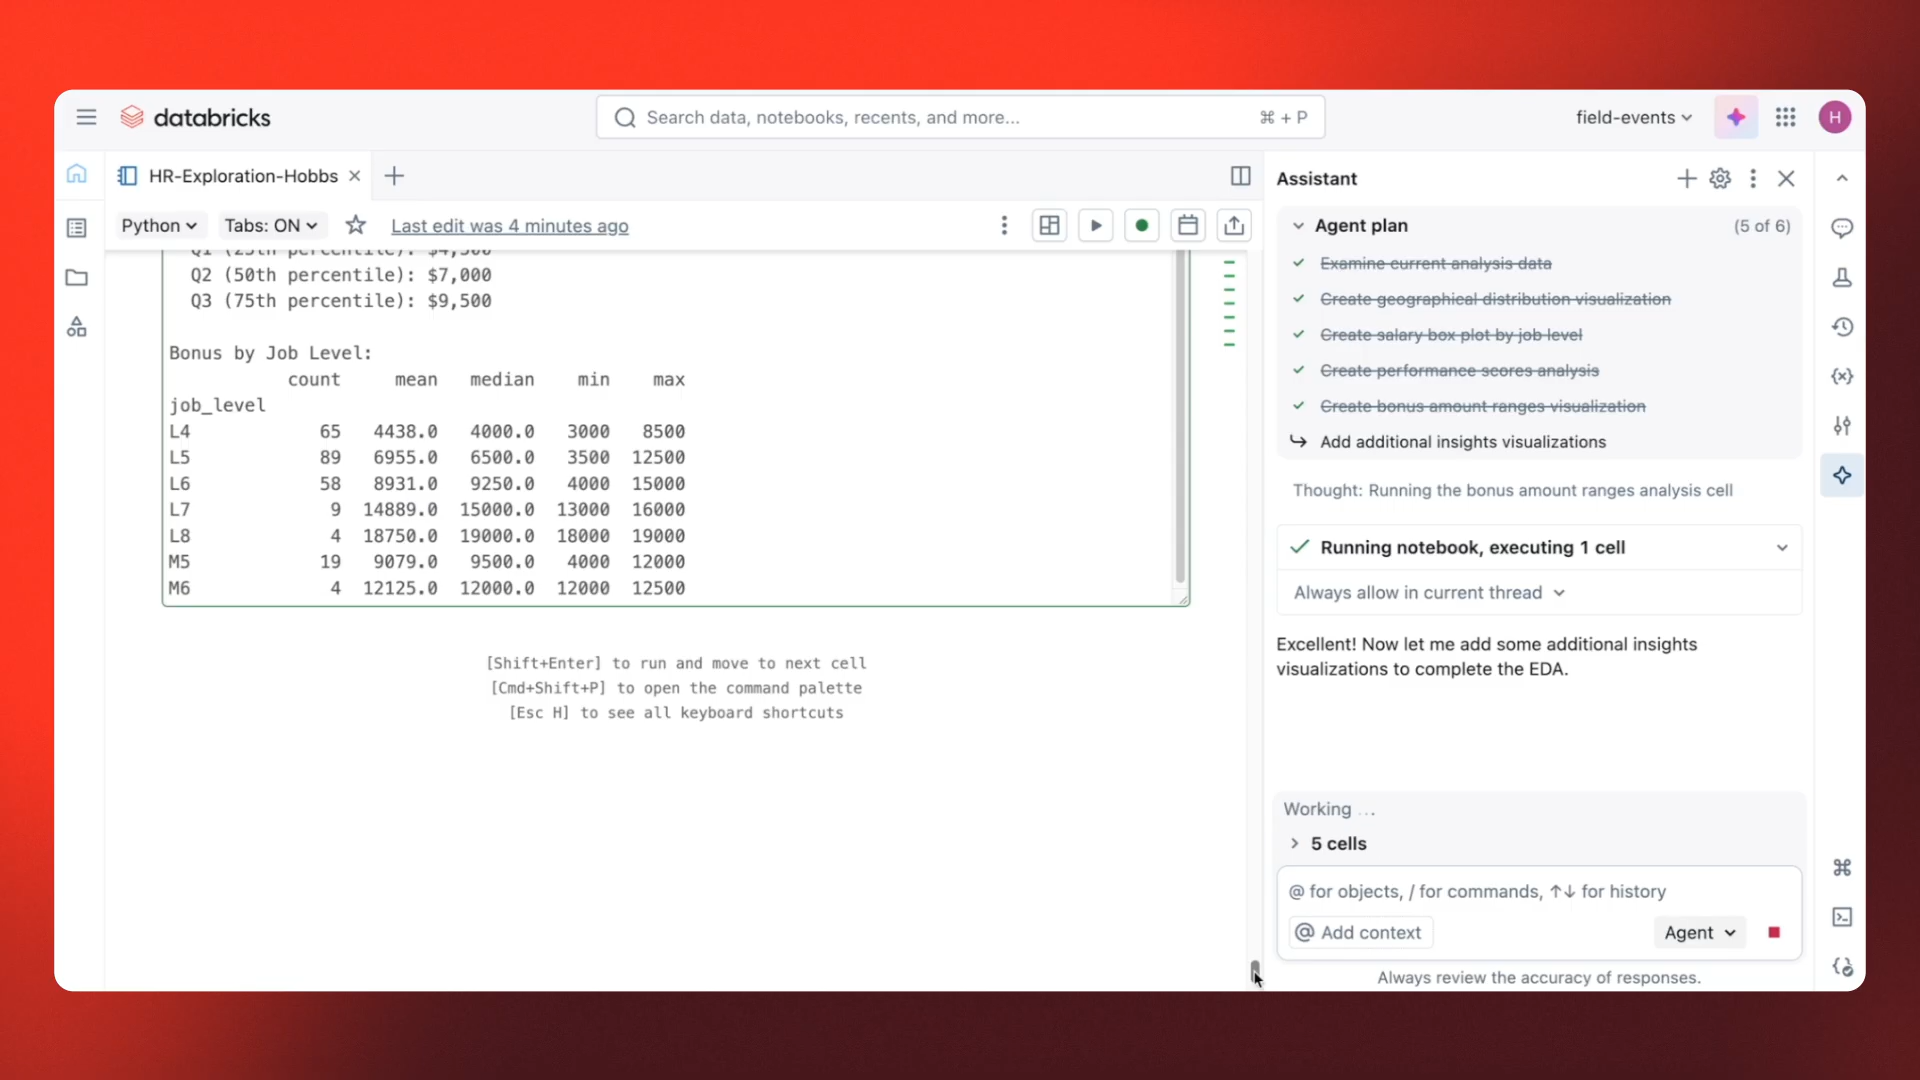 databricks
Search data, notebooks, recents, and more...
⌘ + P
field-events
H
HR-Exploration-Hobbs
Assistant
Python
Tabs: ON
Last edit was 4 minutes ago
Agent plan
(5 of 6)
Q1 (25th percentile): $4,500
Q2 (50th percentile): $7,000
Q3 (75th percentile): $9,500
Bonus by Job Level:
count mean median min max
job_level
L4 65 4438.0 4000.0 3000 8500
L5 89 6955.0 6500.0 3500 12500
L6 58 8931.0 9250.0 4000 15000
L7 9 14889.0 15000.0 13000 16000
L8 4 18750.0 19000.0 18000 19000
M5 19 9079.0 9500.0 4000 12000
M6 4 12125.0 12000.0 12000 12500
[Shift+Enter] to run and move to next cell
[Cmd+Shift+P] to open the command palette
[Esc H] to see all keyboard shortcuts
Examine current analysis data
Create geographical distribution visualization
Create salary box plot by job level
Create performance scores analysis
Create bonus amount ranges visualization
Add additional insights visualizations
Thought: Running the bonus amount ranges analysis cell
Running notebook, executing 1 cell
Always allow in current thread
Excellent! Now let me add some additional insights
visualizations to complete the EDA.
Working ...
5 cells
@ for objects, / for commands, ↑↓ for history
@ Add context
Agent
Always review the accuracy of responses.